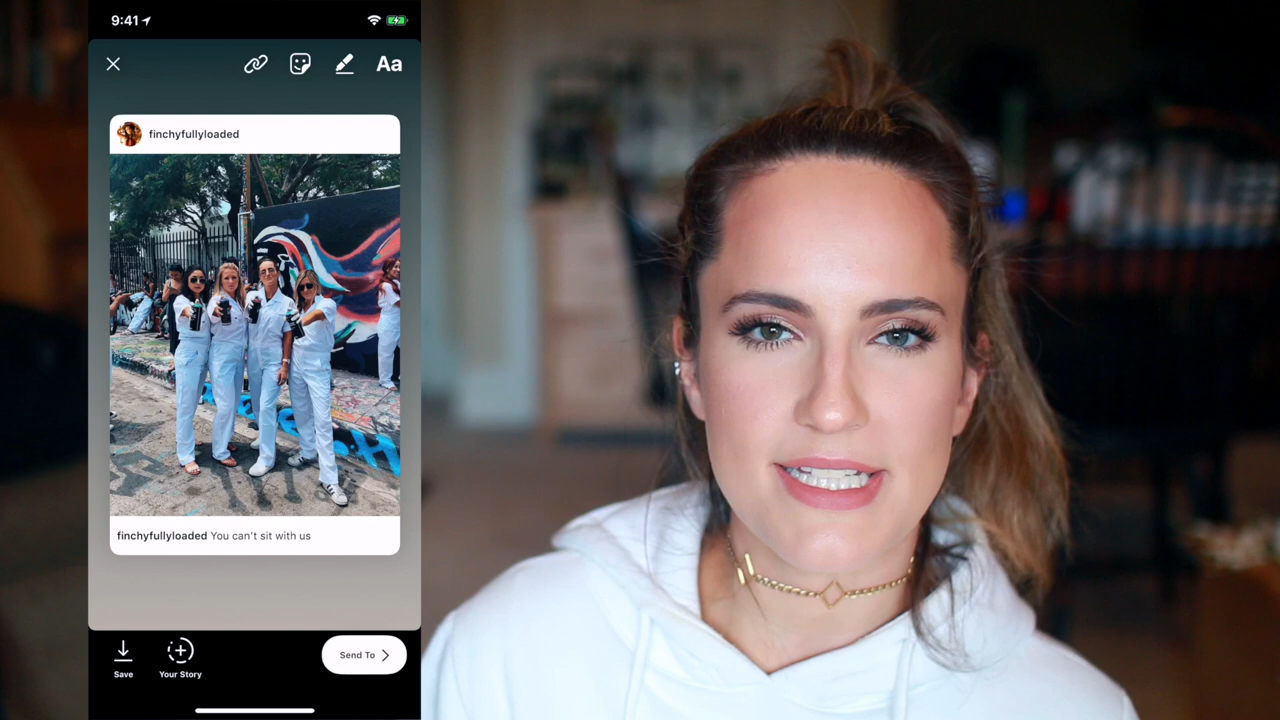 9:41
Aa
finchyfullyloaded
finchyfullyloaded You can't sit with us
Save
Your Story
Send To